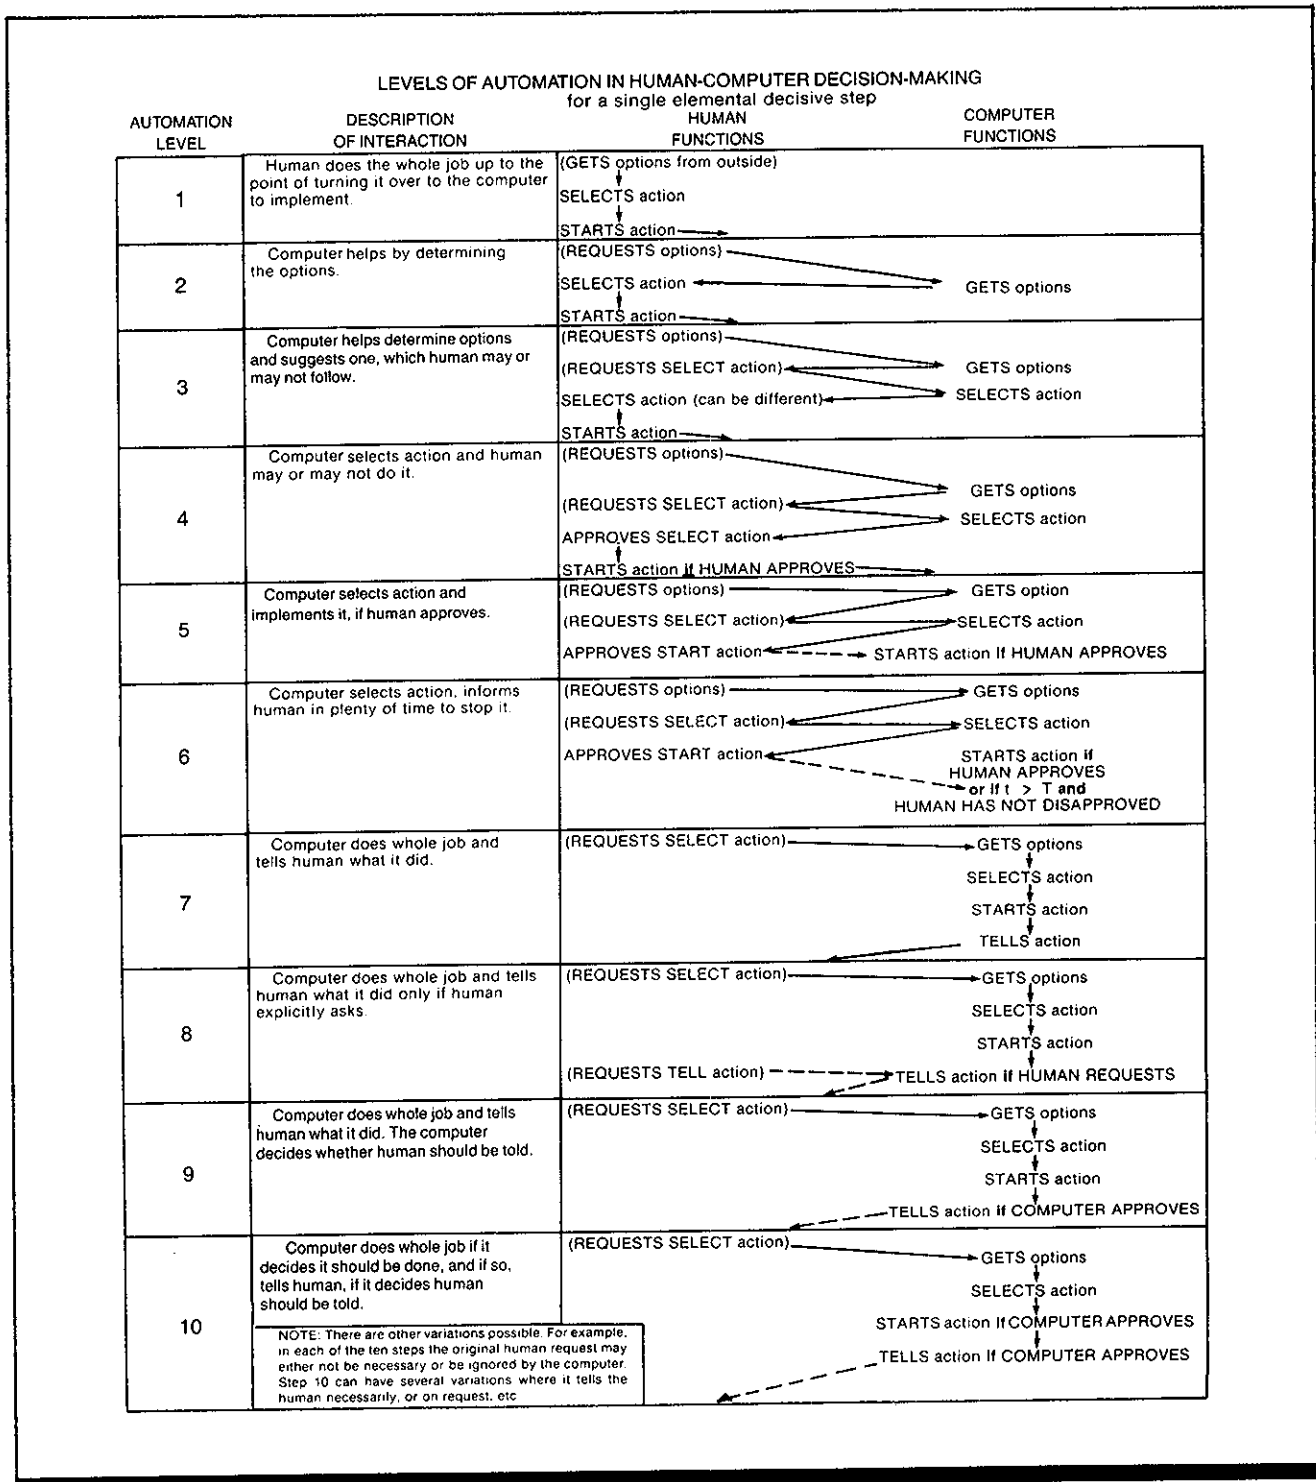 LEVELS OF AUTOMATION IN HUMAN-COMPUTER DECISION-MAKING
for a single elemental decisive step
AUTOMATION LEVEL
DESCRIPTION OF INTERACTION
HUMAN FUNCTIONS
COMPUTER FUNCTIONS
1
Human does the whole job up to the
point of turning it over to the computer
to implement.
(GETS options from outside)
SELECTS action
STARTS action
2
Computer helps by determining
the options.
(REQUESTS options)
GETS options
SELECTS action
STARTS action
3
Computer helps determine options
and suggests one, which human may or
may not follow.
(REQUESTS options)
GETS options
(REQUESTS SELECT action)
SELECTS action
SELECTS action (can be different)
STARTS action
4
Computer selects action and human
may or may not do it.
(REQUESTS options)
GETS options
(REQUESTS SELECT action)
SELECTS action
APPROVES SELECT action
STARTS action if HUMAN APPROVES
5
Computer selects action and
implements it, if human approves.
(REQUESTS options)
GETS option
(REQUESTS SELECT action)
SELECTS action
APPROVES START action
STARTS action If HUMAN APPROVES
6
Computer selects action, informs
human in plenty of time to stop it.
(REQUESTS options)
GETS options
(REQUESTS SELECT action)
SELECTS action
APPROVES START action
STARTS action if
HUMAN APPROVES
or if t > T and
HUMAN HAS NOT DISAPPROVED
7
Computer does whole job and
tells human what it did.
(REQUESTS SELECT action)
GETS options
SELECTS action
STARTS action
TELLS action
8
Computer does whole job and tells
human what it did only if human
explicitly asks.
(REQUESTS SELECT action)
GETS options
SELECTS action
STARTS action
(REQUESTS TELL action)
TELLS action if HUMAN REQUESTS
9
Computer does whole job and tells
human what it did. The computer
decides whether human should be told.
(REQUESTS SELECT action)
GETS options
SELECTS action
STARTS action
TELLS action if COMPUTER APPROVES
10
Computer does whole job if it
decides it should be done, and if so,
tells human, if it decides human
should be told.
(REQUESTS SELECT action)
GETS options
SELECTS action
STARTS action If COMPUTER APPROVES
TELLS action If COMPUTER APPROVES
NOTE: There are other variations possible. For example,
in each of the ten steps the original human request may
either not be necessary or be ignored by the computer.
Step 10 can have several variations where it tells the
human necessarily, or on request, etc